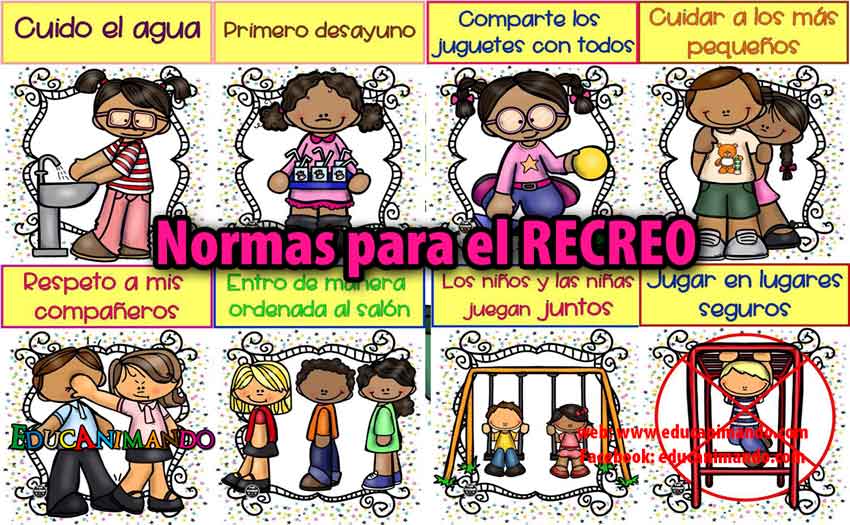 Cuido el agua
Primero desayuno
Comparte los
juguetes con todos
Cuidar a los más
pequeños
Normas para el RECREO
Respeto a mis
compañeros
Entro de manera
ordenada al salón
Los niños y las niñas
juegan juntos
Jugar en lugares
seguros
EDUCANIMANDO
web: www.educanimando.com
Facebook: educanimando.com